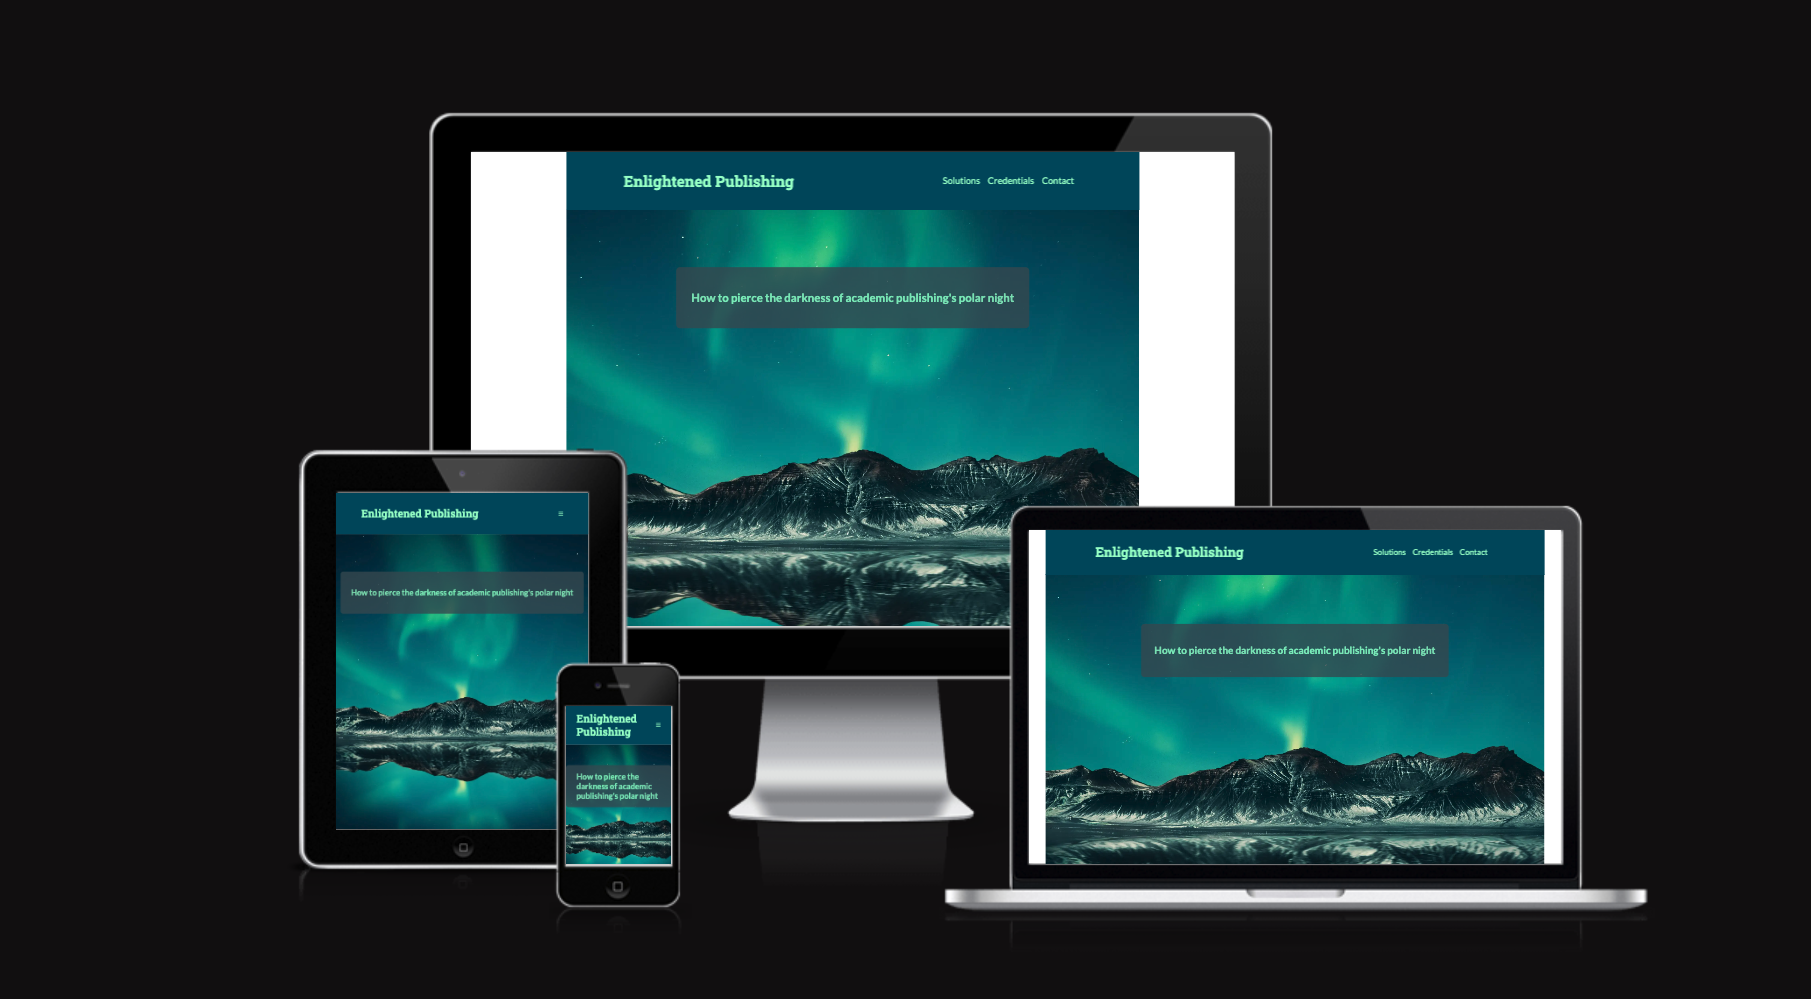 Enlightened Publishing
Solutions Credentials Contact
How to pierce the darkness of academic publishing's polar night
Enlightened Publishing
How to pierce the darkness of academic publishing's polar night
Enlightened
Publishing
How to pierce the
darkness of academic
publishing's polar night
Enlightened Publishing
Solutions Credentials Contact
How to pierce the darkness of academic publishing's polar night